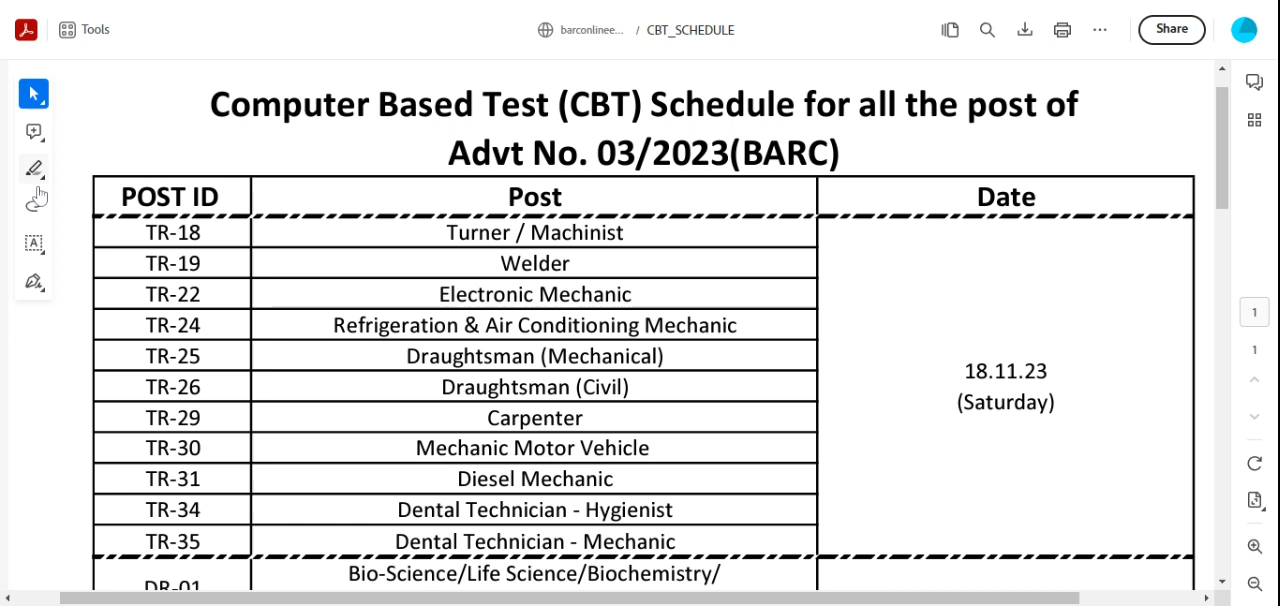 Tools
barconlinee... / CBT_SCHEDULE
Share
Computer Based Test (CBT) Schedule for all the post of
Advt No. 03/2023(BARC)
POST ID Post Date
TR-18 Turner / Machinist
TR-19 Welder
TR-22 Electronic Mechanic
TR-24 Refrigeration & Air Conditioning Mechanic
TR-25 Draughtsman (Mechanical)
TR-26 Draughtsman (Civil)
TR-29 Carpenter
TR-30 Mechanic Motor Vehicle
TR-31 Diesel Mechanic
TR-34 Dental Technician - Hygienist
TR-35 Dental Technician - Mechanic
18.11.23
(Saturday)
DR-01 Bio-Science/Life Science/Biochemistry/
1
1